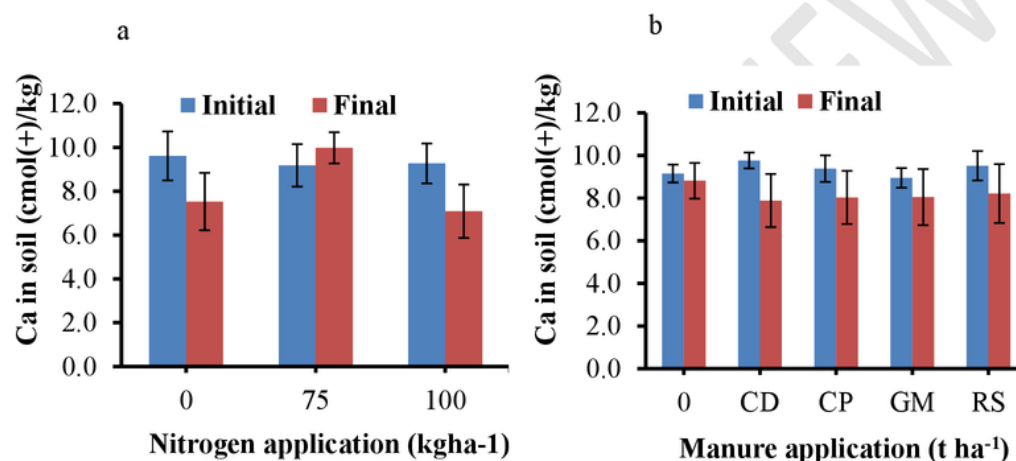 a
Ca in soil (cmol(+)/kg)
Initial Final
12.0
10.0
8.0
6.0
4.0
2.0
0.0
0 75 100
Nitrogen application (kgha-1)
b
Ca in soil (cmol(+)/kg)
Initial Final
12.0
10.0
8.0
6.0
4.0
2.0
0.0
0 CD CP GM RS
Manure application (t ha⁻¹)